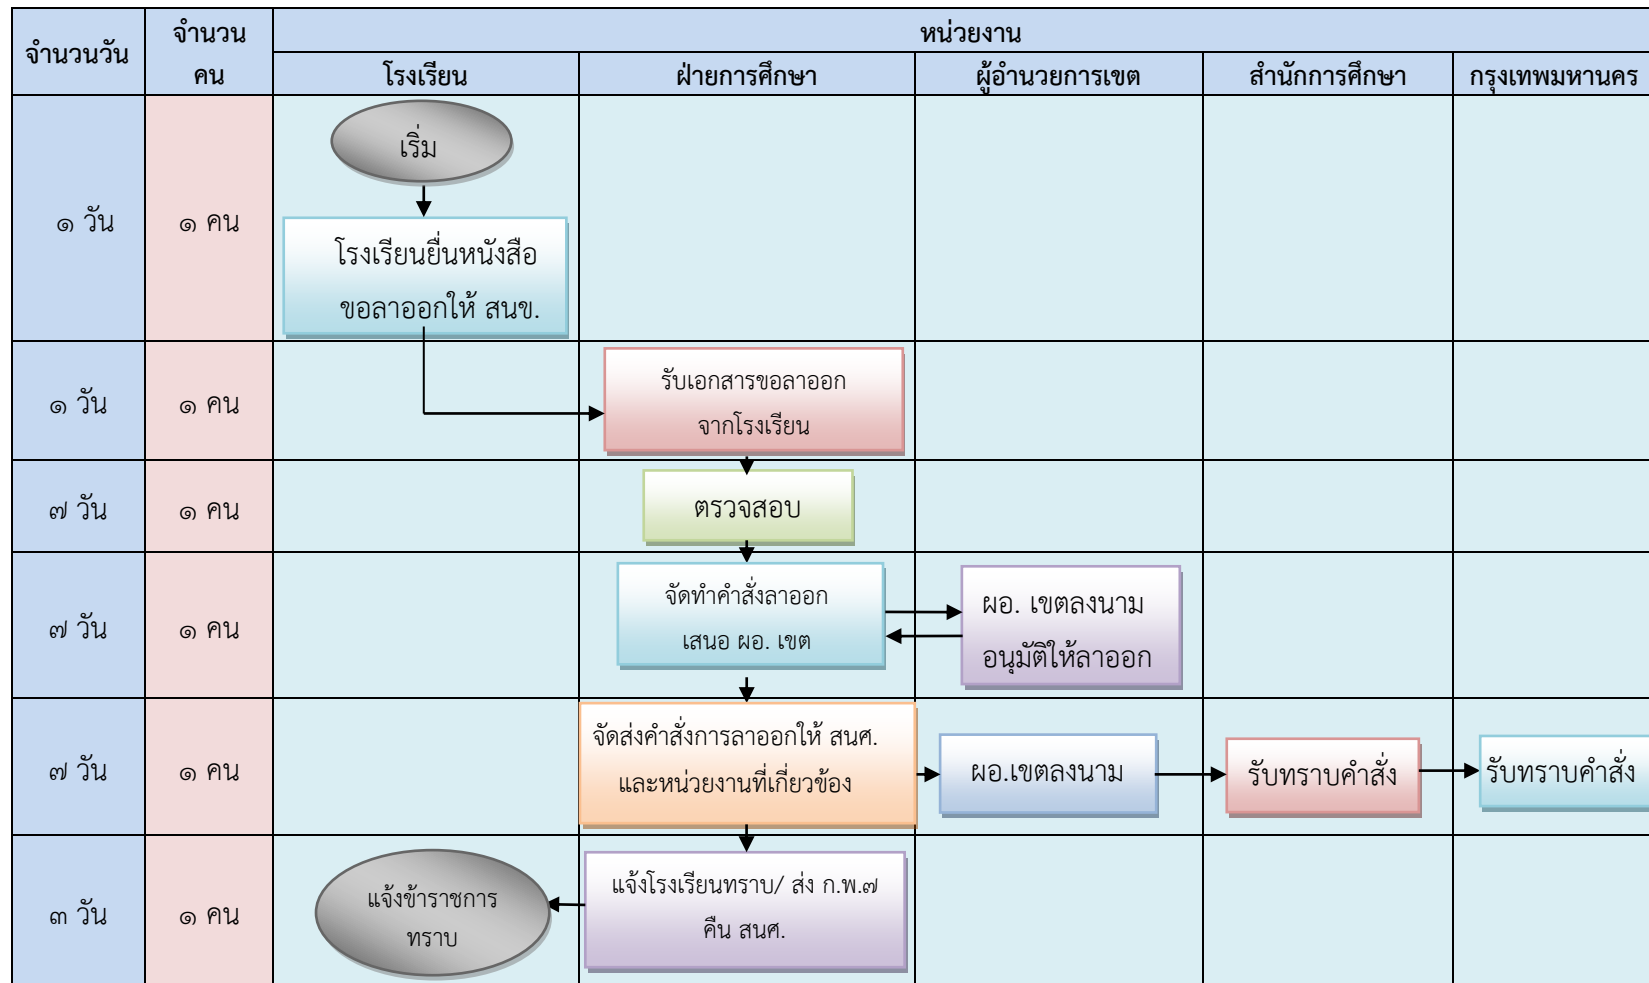 จำนวนวัน
จำนวน
คน
หน่วยงาน
โรงเรียน
ฝ่ายการศึกษา
ผู้อำนวยการเขต
สำนักการศึกษา
กรุงเทพมหานคร
๑ วัน
๑ คน
เริ่ม
โรงเรียนยื่นหนังสือ
ขอลาออกให้ สนข.
๑ วัน
๑ คน
รับเอกสารขอลาออก
จากโรงเรียน
๗ วัน
๑ คน
ตรวจสอบ
๗ วัน
๑ คน
จัดทำคำสั่งลาออก
เสนอ ผอ. เขต
ผอ. เขตลงนาม
อนุมัติให้ลาออก
๗ วัน
๑ คน
จัดส่งคำสั่งการลาออกให้ สนศ.
และหน่วยงานที่เกี่ยวข้อง
ผอ.เขตลงนาม
รับทราบคำสั่ง
รับทราบคำสั่ง
๓ วัน
๑ คน
แจ้งข้าราชการ
ทราบ
แจ้งโรงเรียนทราบ/ ส่ง ก.พ.๗
คืน สนศ.